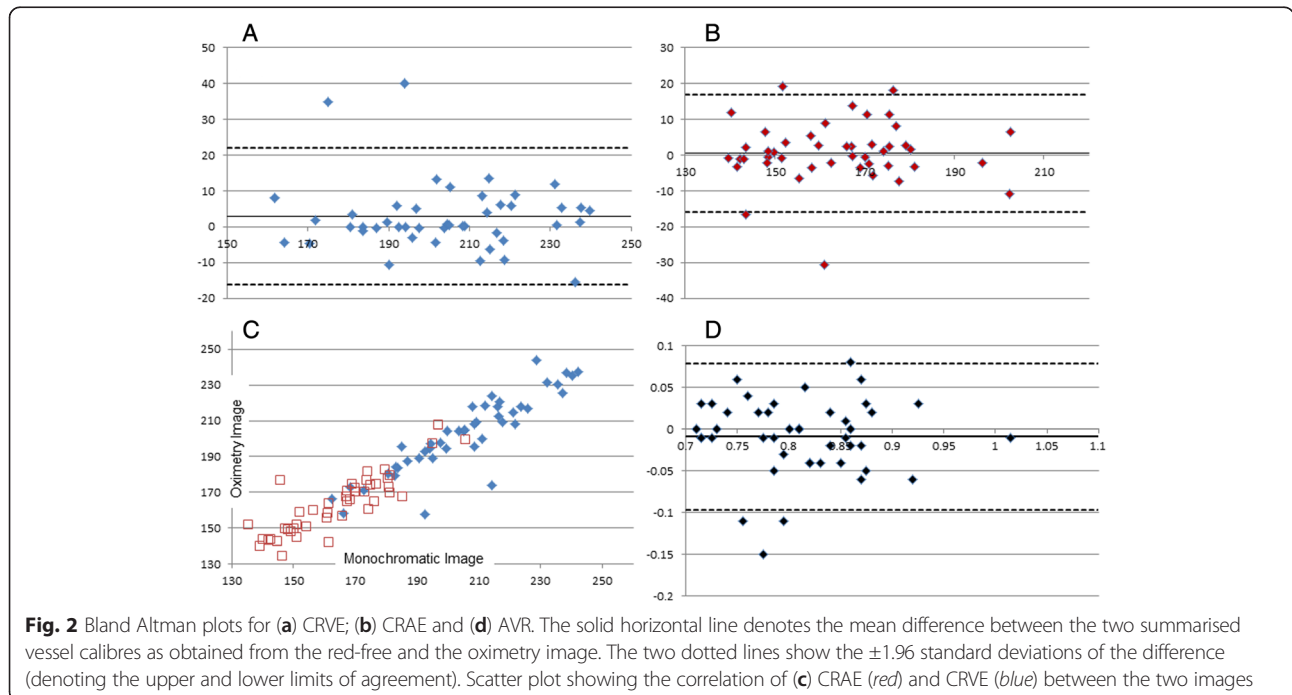 A
50
40
30
20
10
0
-10
-20
150 170 190 210 230 250
B
30
20
10
0
-10
-20
-30
-40
130 150 170 190 210
C
250
230
210
190
170
150
130
Oximetry Image
Monochromatic Image
130 150 170 190 210 230 250
D
0.1
0.05
0
-0.05
-0.1
-0.15
-0.2
0.7 0.75 0.8 0.85 0.9 0.95 1 1.05 1.1
Fig. 2 Bland Altman plots for (a) CRVE; (b) CRAE and (d) AVR. The solid horizontal line denotes the mean difference between the two summarised
vessel calibres as obtained from the red-free and the oximetry image. The two dotted lines show the ±1.96 standard deviations of the difference
(denoting the upper and lower limits of agreement). Scatter plot showing the correlation of (c) CRAE (red) and CRVE (blue) between the two images